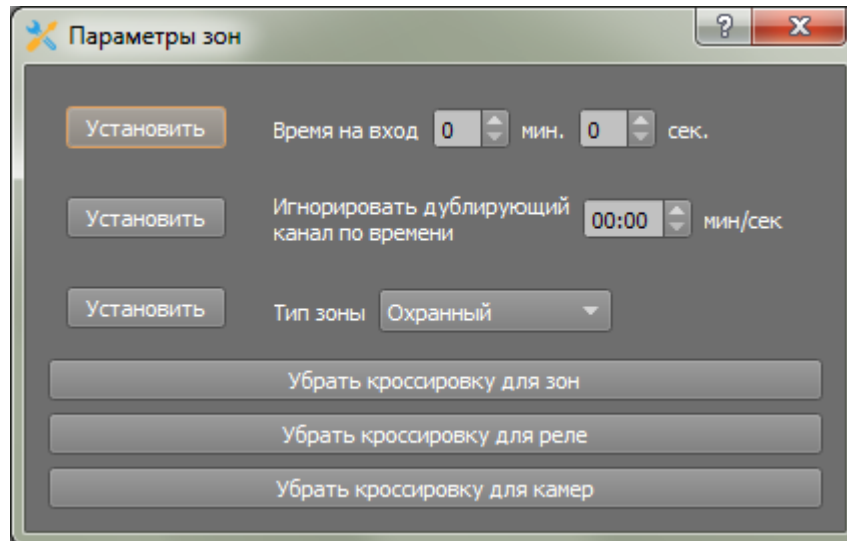 Параметры зон
Установить Время на вход 0 мин. 0 сек.
Установить Игнорировать дублирующий
канал по времени 00:00 мин/сек
Установить Тип зоны Охранный
Убрать кроссировку для зон
Убрать кроссировку для реле
Убрать кроссировку для камер